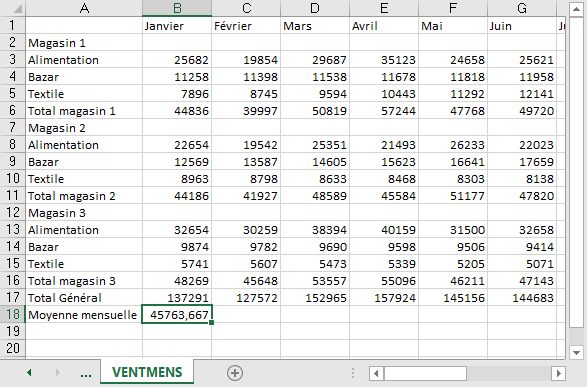 A B C D E F G
1 Janvier Février Mars Avril Mai Juin
2 Magasin 1
3 Alimentation 25682 19854 29687 35123 24658 25621
4 Bazar 11258 11398 11538 11678 11818 11958
5 Textile 7896 8745 9594 10443 11292 12141
6 Total magasin 1 44836 39997 50819 57244 47768 49720
7 Magasin 2
8 Alimentation 22654 19542 25351 21493 26233 22023
9 Bazar 12569 13587 14605 15623 16641 17659
10 Textile 8963 8798 8633 8468 8303 8138
11 Total magasin 2 44186 41927 48589 45584 51177 47820
12 Magasin 3
13 Alimentation 32654 30259 38394 40159 31500 32658
14 Bazar 9874 9782 9690 9598 9506 9414
15 Textile 5741 5607 5473 5339 5205 5071
16 Total magasin 3 48269 45648 53557 55096 46211 47143
17 Total Général 137291 127572 152965 157924 145156 144683
18 Moyenne mensuelle 45763,667
19
20
... VENTMENS